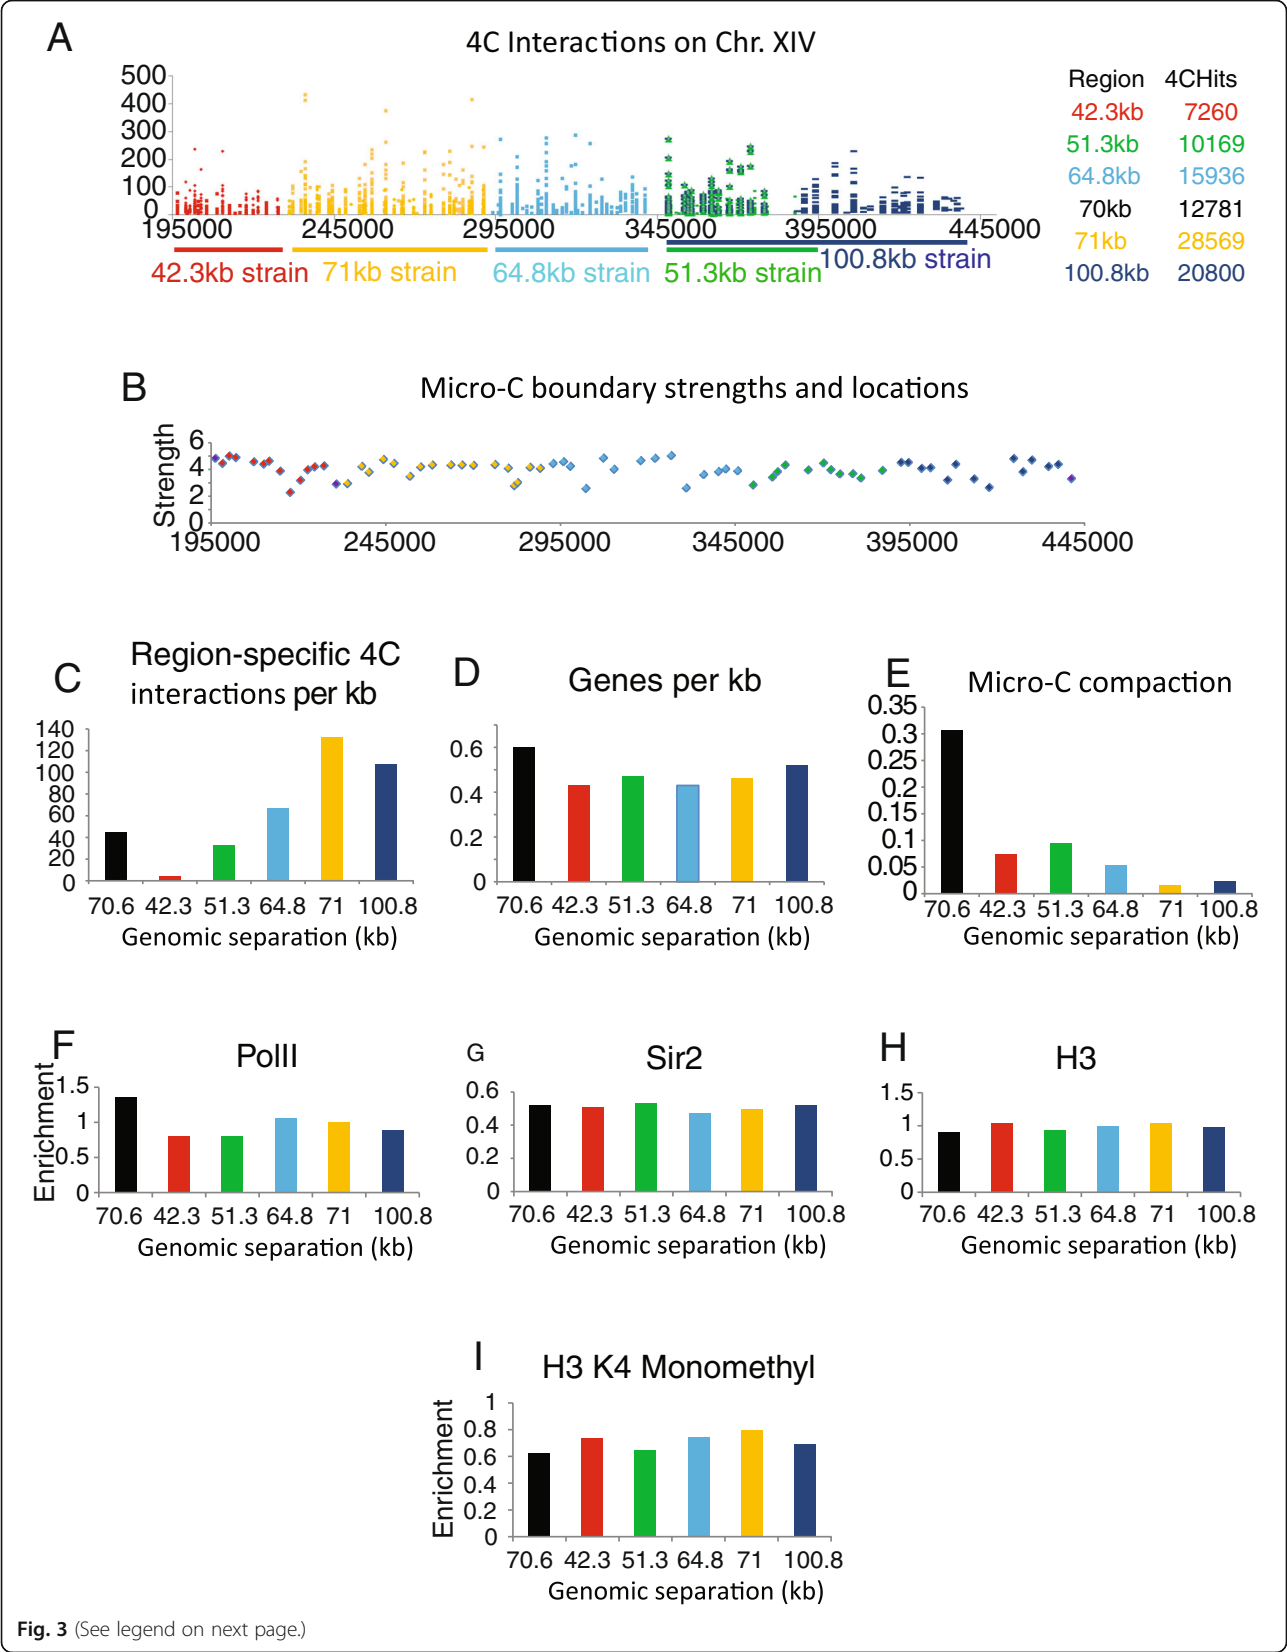 A
4C Interactions on Chr. XIV
500
400
300
200
100
0
195000 245000 295000 345000 395000 445000
42.3kb strain 71kb strain 64.8kb strain 51.3kb strain 100.8kb strain
Region 4CHits
42.3kb 7260
51.3kb 10169
64.8kb 15936
70kb 12781
71kb 28569
100.8kb 20800
B
Micro-C boundary strengths and locations
Strength
6
4
2
0
195000 245000 295000 345000 395000 445000
C
Region-specific 4C
interactions per kb
140
120
100
80
60
40
20
0
70.6 42.3 51.3 64.8 71 100.8
Genomic separation (kb)
D
Genes per kb
0.6
0.4
0.2
0
70.6 42.3 51.3 64.8 71 100.8
Genomic separation (kb)
E
Micro-C compaction
0.35
0.3
0.25
0.2
0.15
0.1
0.05
0
70.6 42.3 51.3 64.8 71 100.8
Genomic separation (kb)
F
PolII
Enrichment
1.5
1
0.5
0
70.6 42.3 51.3 64.8 71 100.8
Genomic separation (kb)
G
Sir2
0.6
0.4
0.2
0
70.6 42.3 51.3 64.8 71 100.8
Genomic separation (kb)
H
H3
1.5
1
0.5
0
70.6 42.3 51.3 64.8 71 100.8
Genomic separation (kb)
I
H3 K4 Monomethyl
Enrichment
1
0.8
0.6
0.4
0.2
0
70.6 42.3 51.3 64.8 71 100.8
Genomic separation (kb)
Fig. 3 (See legend on next page.)